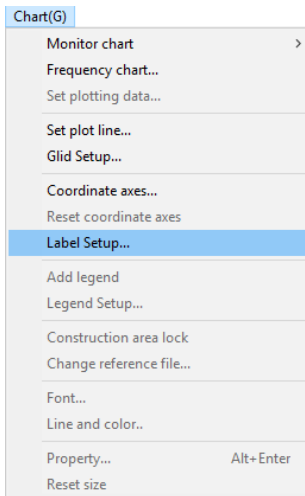 Chart(G)
Monitor chart >
Frequency chart...
Set plotting data...
Set plot line...
Glid Setup...
Coordinate axes...
Reset coordinate axes
Label Setup...
Add legend
Legend Setup...
Construction area lock
Change reference file...
Font...
Line and color..
Property... Alt+Enter
Reset size